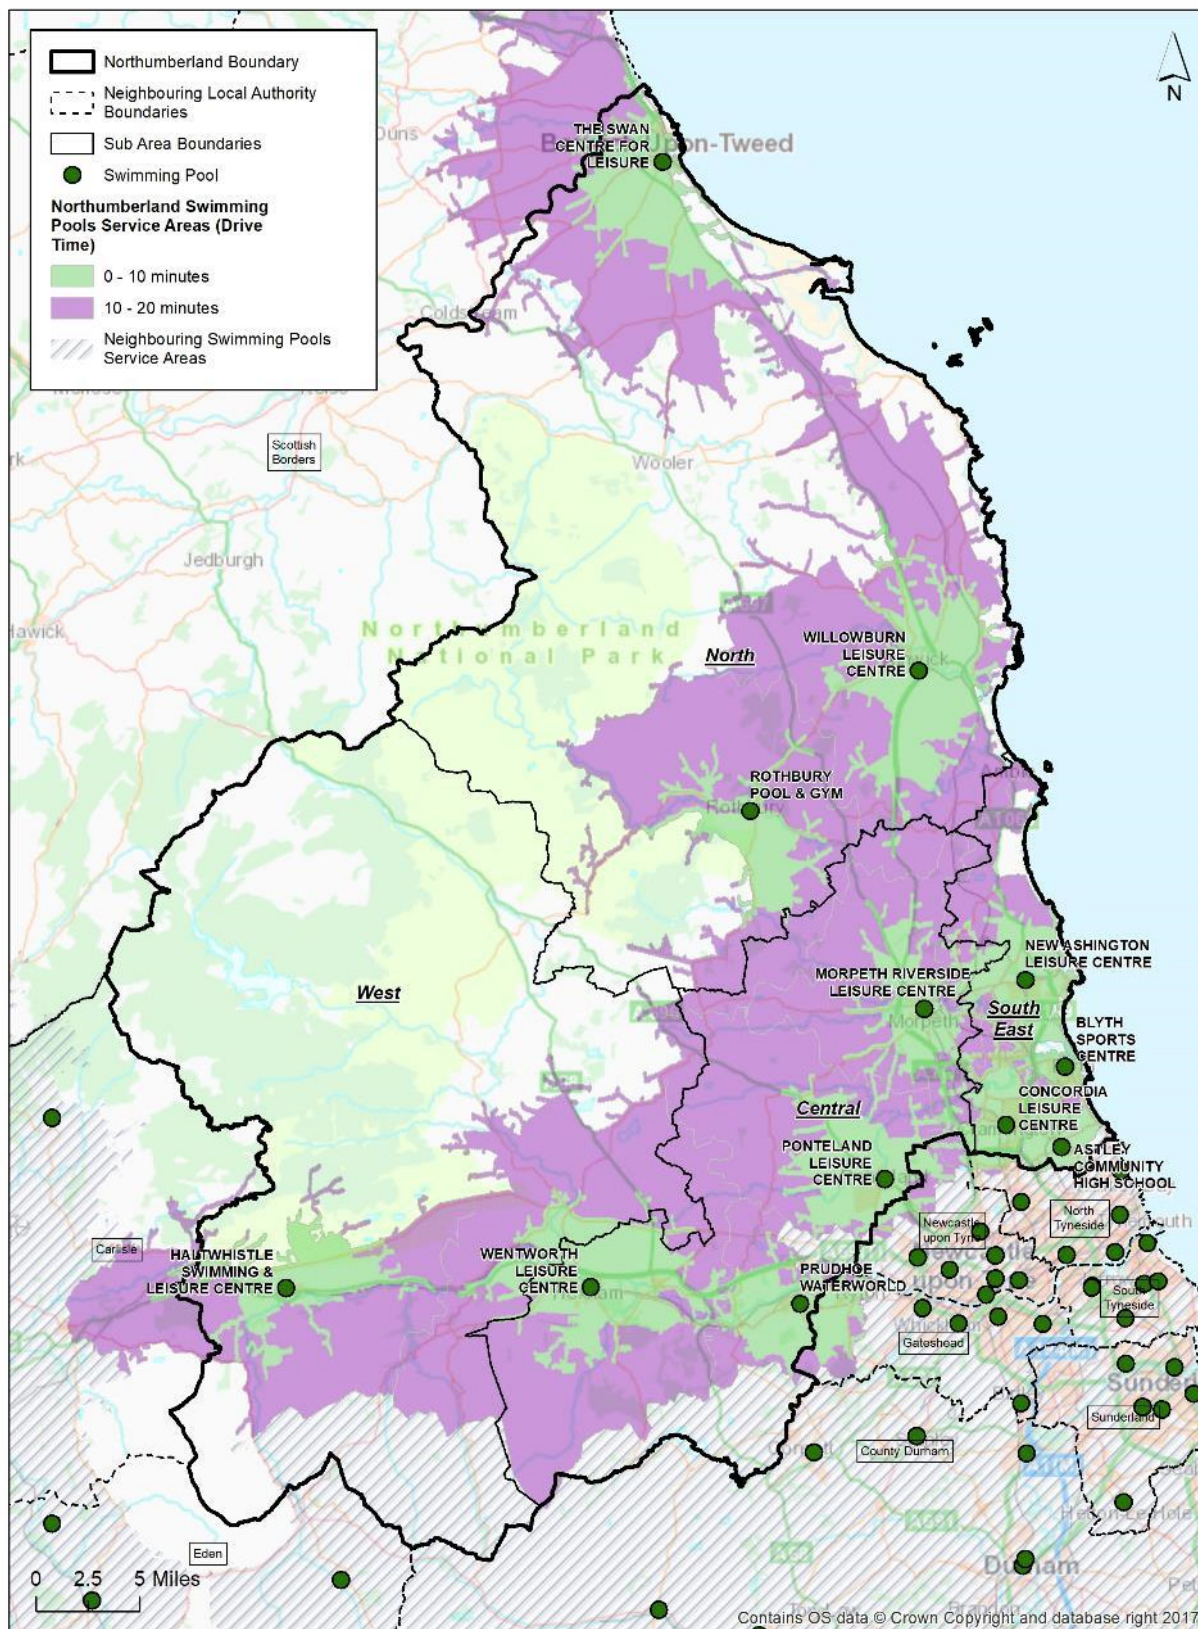 Northumberland Boundary
Neighbouring Local Authority
Boundaries
Sub Area Boundaries
Swimming Pool
Northumberland Swimming
Pools Service Areas (Drive
Time)
0 - 10 minutes
10 - 20 minutes
Neighbouring Swimming Pools
Service Areas
N
Duns
THE SWAN
CENTRE FOR
LEISURE
Upon-Tweed
Scottish
Borders
Wooler
Jedburgh
Hawick
Northumberland
National Park
North
WILLOWBURN
LEISURE
CENTRE
ROTHBURY
POOL & GYM
West
NEW ASHINGTON
LEISURE CENTRE
MORPETH RIVERSIDE
LEISURE CENTRE
Morpeth
South
East
BLYTH
SPORTS
CENTRE
CONCORDIA
LEISURE
CENTRE
Central
PONTELAND
LEISURE
CENTRE
ASTLEY
COMMUNITY
HIGH SCHOOL
Newcastle
upon Tyne
North
Tyneside
Carlisle
HALTWHISTLE
SWIMMING &
LEISURE CENTRE
WENTWORTH
LEISURE
CENTRE
PRUDHOE
WATERWORLD
South
Tyneside
Gateshead
Sunderland
County Durham
Eden
Durham
0 2.5 5 Miles
Contains OS data © Crown Copyright and database right 2017